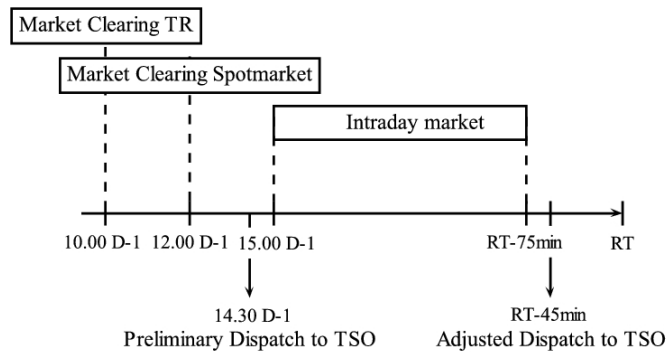 Market Clearing TR
Market Clearing Spotmarket
Intraday market
10.00 D-1 12.00 D-1 15.00 D-1 RT-75min RT
14.30 D-1 RT-45min
Preliminary Dispatch to TSO Adjusted Dispatch to TSO